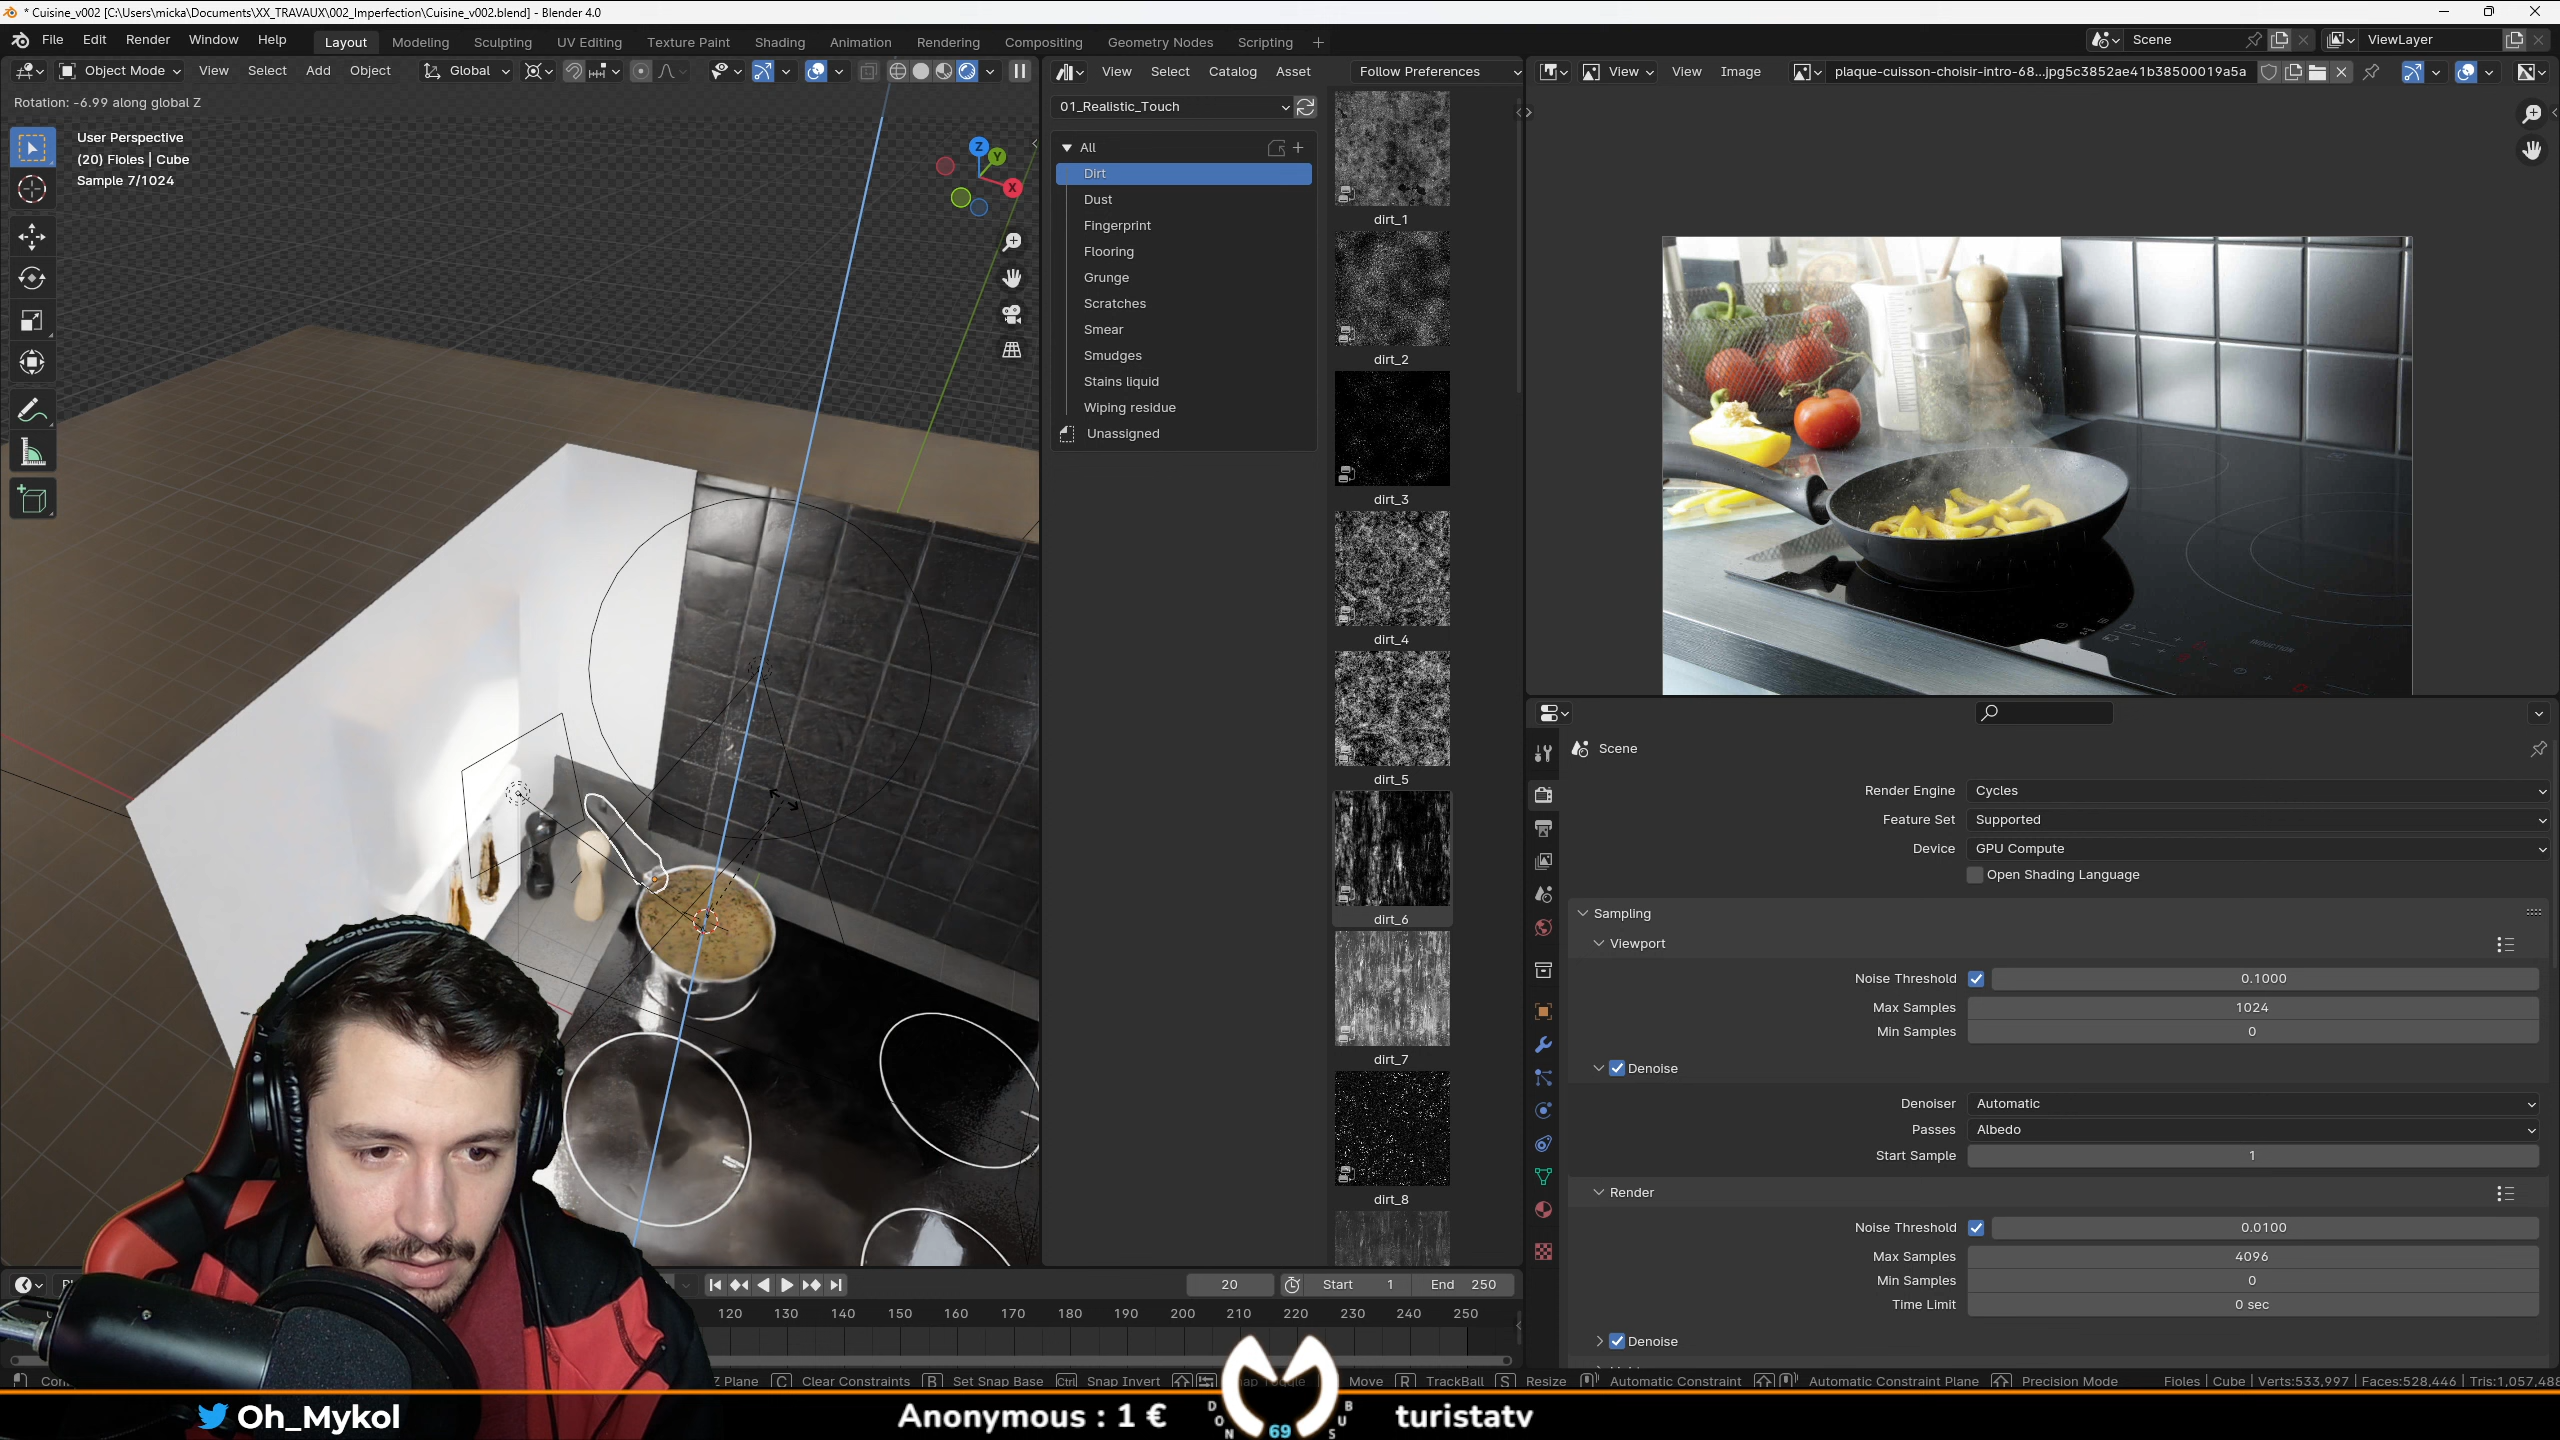 * Cuisine_v002 [C:\Users\micka\Documents\XX_TRAVAUX\002_Imperfection\Cuisine_v002.blend] - Blender 4.0
File Edit Render Window Help
Layout Modeling Sculpting UV Editing Texture Paint Shading Animation Rendering Compositing Geometry Nodes Scripting +
Scene
ViewLayer
Object Mode View Select Add Object Global
Rotation: -6.99 along global Z
User Perspective
(20) Fioles | Cube
Sample 7/1024
Z
Y
X
View Select Catalog Asset Follow Preferences
01_Realistic_Touch
All
Dirt
Dust
Fingerprint
Flooring
Grunge
Scratches
Smear
Smudges
Stains liquid
Wiping residue
Unassigned
dirt_1
dirt_2
dirt_3
dirt_4
dirt_5
dirt_6
dirt_7
dirt_8
View View Image plaque-cuisson-choisir-intro-68...jpg5c3852ae41b38500019a5a
INDUCTION
Scene
Render Engine Cycles
Feature Set Supported
Device GPU Compute
Open Shading Language
Sampling
Viewport
Noise Threshold 0.1000
Max Samples 1024
Min Samples 0
Denoise
Denoiser Automatic
Passes Albedo
Start Sample 1
Render
Noise Threshold 0.0100
Max Samples 4096
Min Samples 0
Time Limit 0 sec
Denoise
20 Start 1 End 250
120 130 140 150 160 170 180 190 200 210 220 230 240 250
Z Plane C Clear Constraints B Set Snap Base Ctrl Snap Invert Move R TrackBall S Resize Automatic Constraint Automatic Constraint Plane Precision Mode Fioles | Cube | Verts:533,997 | Faces:528,446 | Tris:1,057,488
Oh_Mykol
Anonymous : 1 €
DON
69
BUS
turistatv